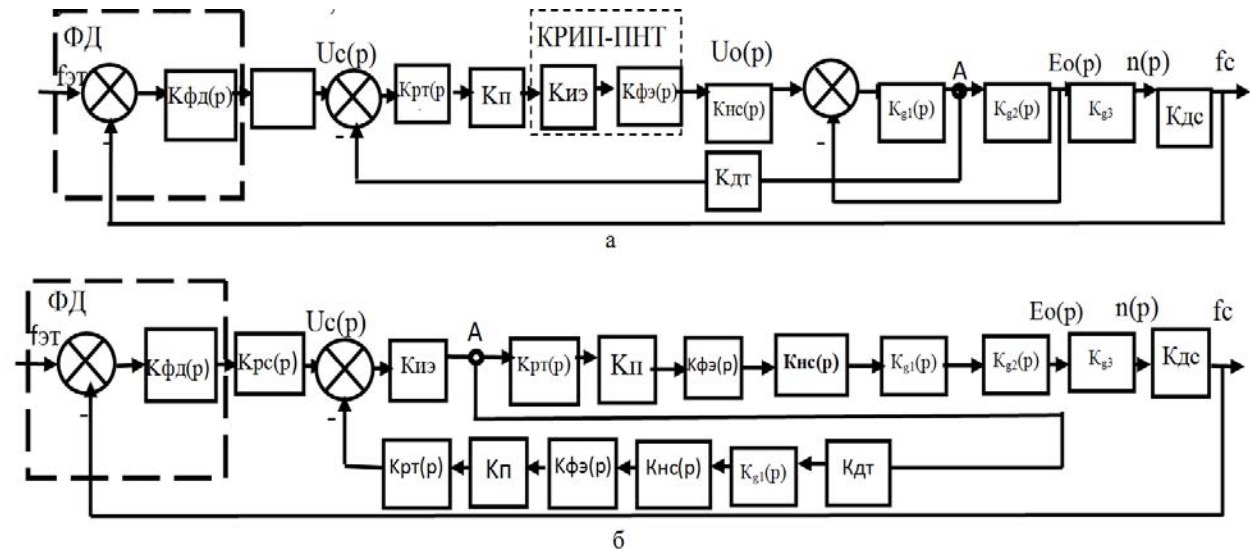 ФД
КРИП-ПНТ
fэт
Uc(p)
Uo(p)
A
Eo(p)
n(p)
fc
Kфд(p)
Kрт(p
Kп
Kиэ
Kфэ(p)
Kнс(p)
Kg1(p)
Kg2(p)
Kg3
Kдс
-
-
-
Kдт
а
ФД
fэт
Uc(p)
A
Eo(p)
n(p)
fc
Kфд(p)
Kрс(p)
Kиэ
Kрт(p)
Kп
Kфэ(p)
Kнс(p)
Kg1(p)
Kg2(p)
Kg3
Kдс
-
-
Kрт(p)
Kп
Kфэ(p)
Kнс(p)
Kg1(p)
Kдт
б